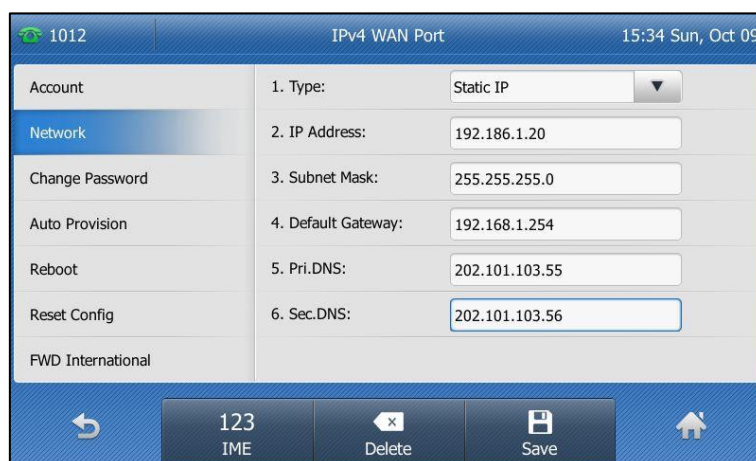 1012 IPv4 WAN Port 15:34 Sun, Oct 09
Account
Network
Change Password
Auto Provision
Reboot
Reset Config
FWD International
1. Type: Static IP
2. IP Address: 192.186.1.20
3. Subnet Mask: 255.255.255.0
4. Default Gateway: 192.168.1.254
5. Pri.DNS: 202.101.103.55
6. Sec.DNS: 202.101.103.56
123
IME
Delete
Save